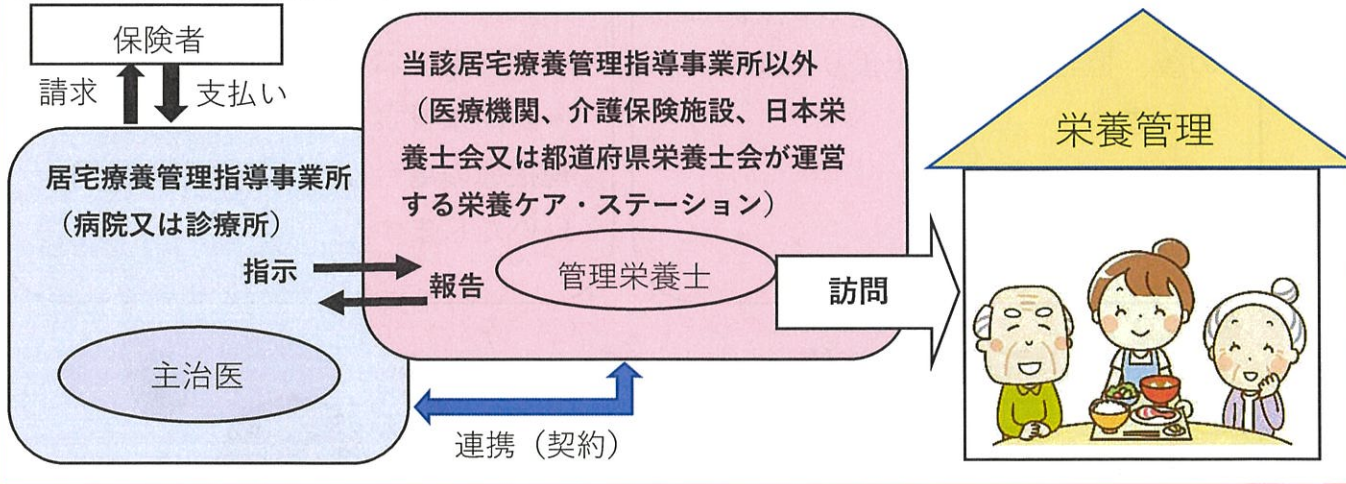 保険者
請求
支払い
居宅療養管理指導事業所
（病院又は診療所）
指示
主治医
当該居宅療養管理指導事業所以外
（医療機関、介護保険施設、日本栄
養士会又は都道府県栄養士会が運営
する栄養ケア・ステーション）
報告
管理栄養士
訪問
連携（契約）
栄養管理